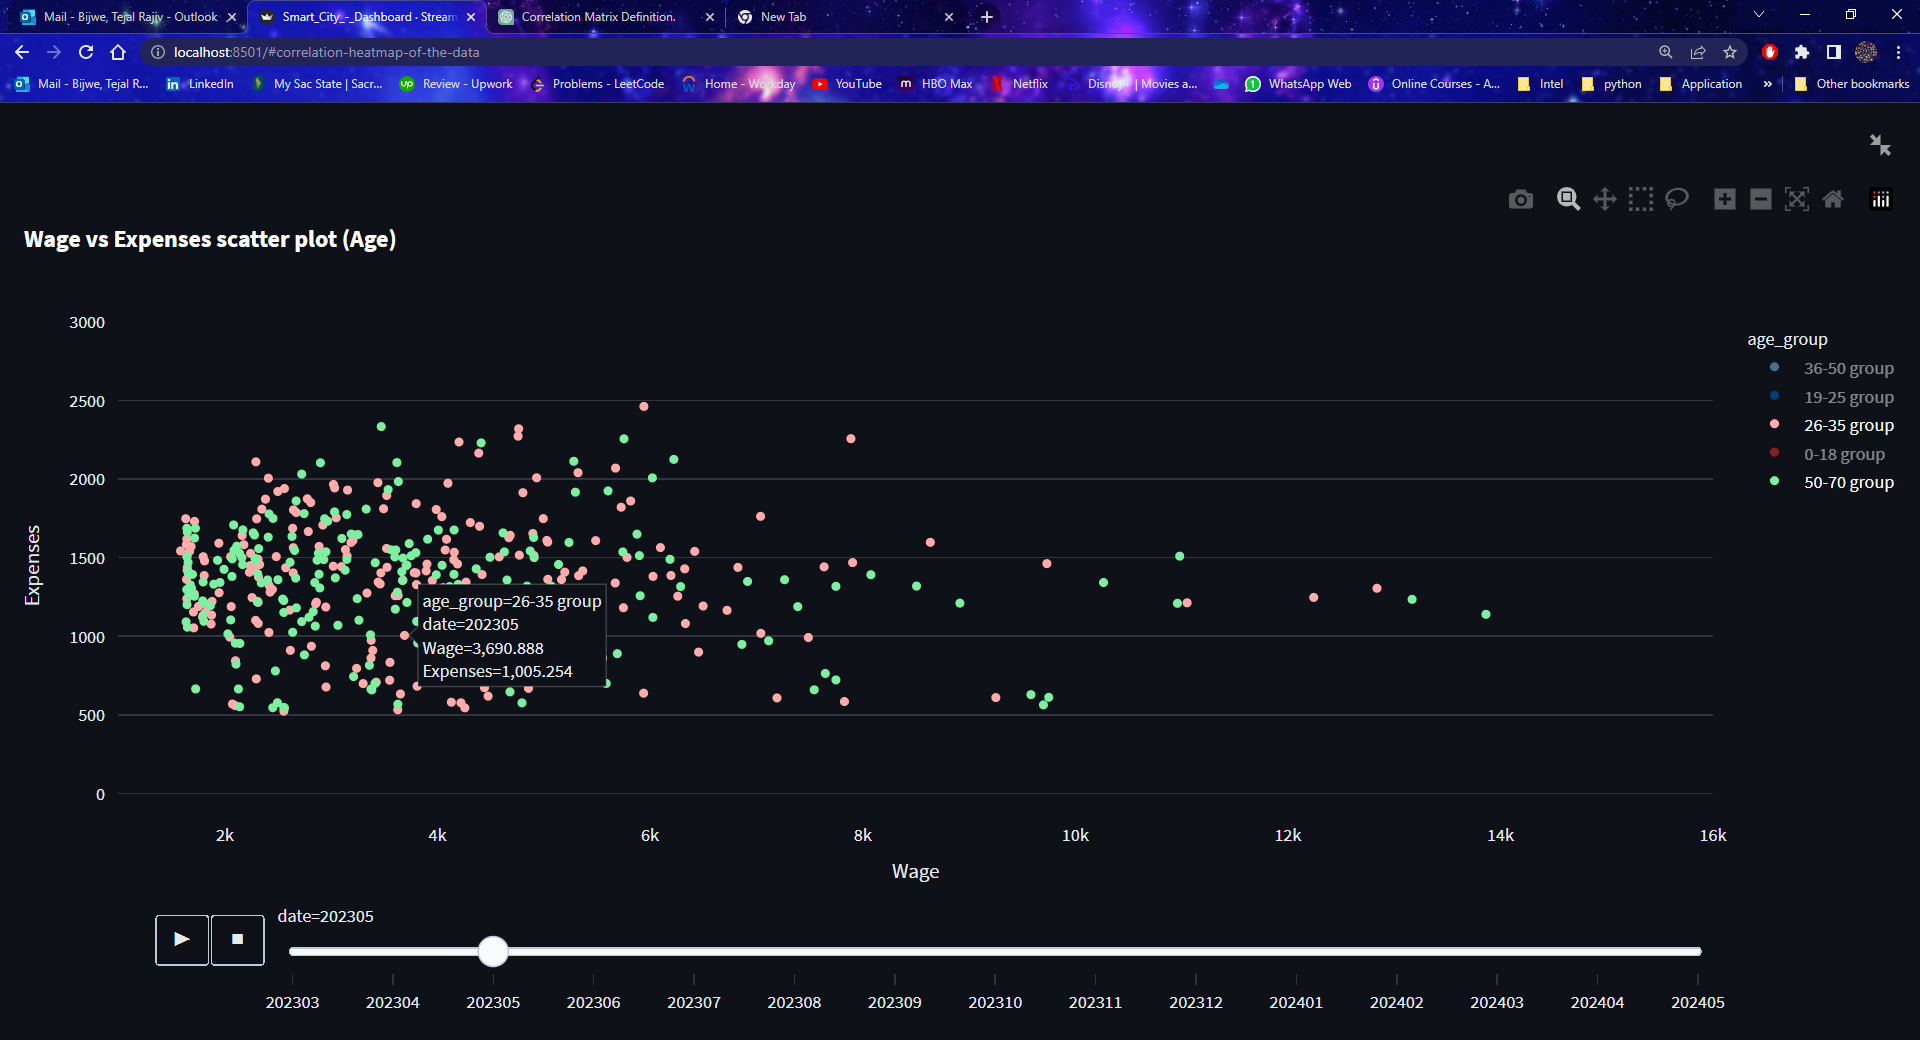 Mail - Bijwe, Tejal Rajiv - Outlook
Smart_City_-_Dashboard · Stream
Correlation Matrix Definition.
New Tab
localhost:8501/#correlation-heatmap-of-the-data
Mail - Bijwe, Tejal R...
LinkedIn
My Sac State | Sacr...
Review - Upwork
Problems - LeetCode
Home - Workday
YouTube
HBO Max
Netflix
Disney+ | Movies a...
WhatsApp Web
Online Courses - A...
Intel
python
Application
»
Other bookmarks
Wage vs Expenses scatter plot (Age)
3000
2500
2000
1500
1000
500
0
Expenses
age_group
36-50 group
19-25 group
26-35 group
0-18 group
50-70 group
age_group=26-35 group
date=202305
Wage=3,690.888
Expenses=1,005.254
2k 4k 6k 8k 10k 12k 14k 16k
Wage
date=202305
202303 202304 202305 202306 202307 202308 202309 202310 202311 202312 202401 202402 202403 202404 202405